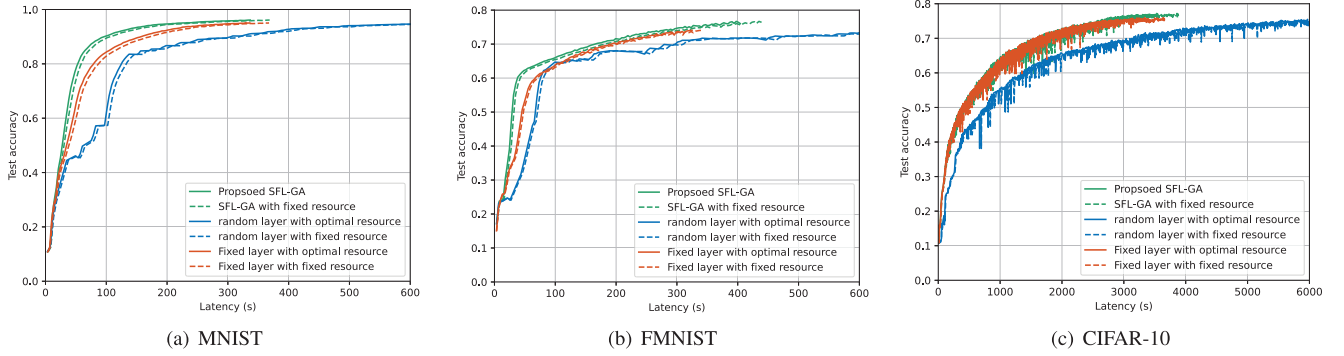 1.0
0.8
0.6
0.4
0.2
0.0
Test accuracy
0 100 200 300 400 500 600
Latency (s)
Propsoed SFL-GA
SFL-GA with fixed resource
random layer with optimal resource
random layer with fixed resource
Fixed layer with optimal resource
Fixed layer with fixed resource
(a) MNIST
0.8
0.7
0.6
0.5
0.4
0.3
0.2
0.1
0.0
Test accuracy
0 100 200 300 400 500 600
Latency (s)
Propsoed SFL-GA
SFL-GA with fixed resource
random layer with optimal resource
random layer with fixed resource
Fixed layer with optimal resource
Fixed layer with fixed resource
(b) FMNIST
0.8
0.7
0.6
0.5
0.4
0.3
0.2
0.1
0.0
Test accuracy
0 1000 2000 3000 4000 5000 6000
Latency (s)
Propsoed SFL-GA
SFL-GA with fixed resource
random layer with optimal resource
random layer with fixed resource
Fixed layer with optimal resource
Fixed layer with fixed resource
(c) CIFAR-10